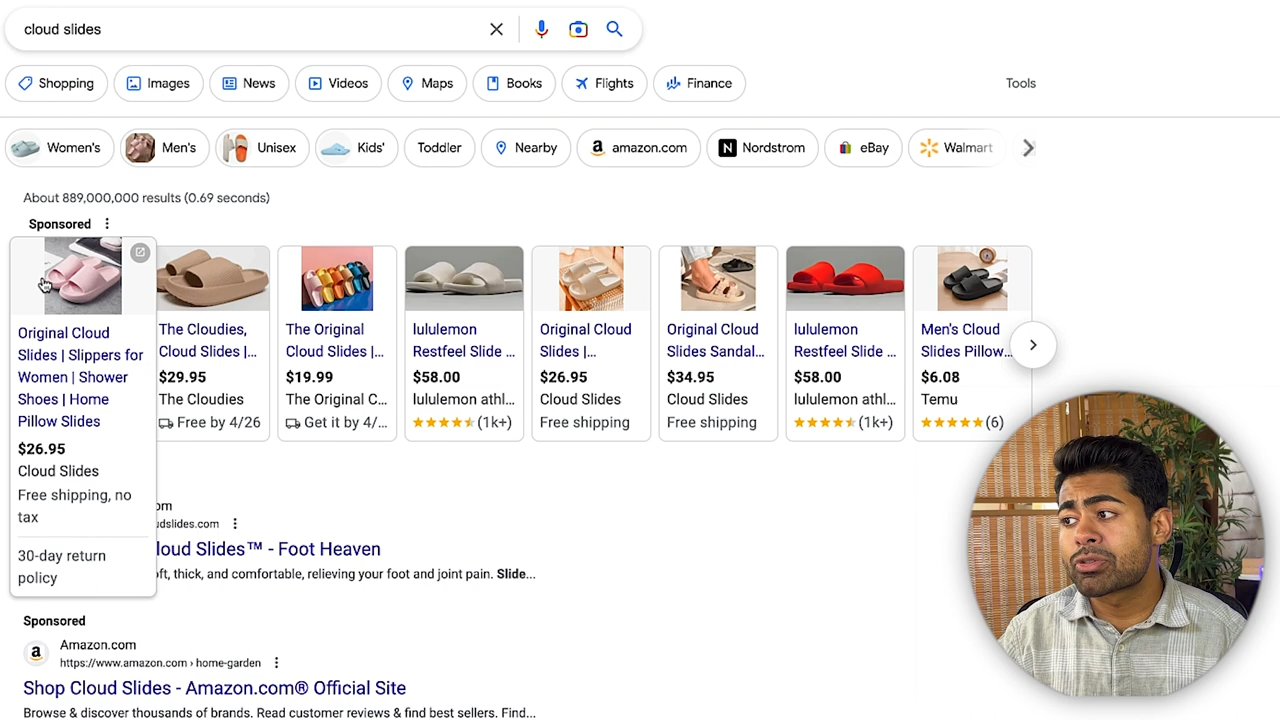 cloud slides
Shopping
Images
News
Videos
Maps
Books
Flights
Finance
Tools
Women's
Men's
Unisex
Kids'
Toddler
Nearby
amazon.com
Nordstrom
eBay
Walmart
About 889,000,000 results (0.69 seconds)
Sponsored
Original Cloud
Slides | Slippers for
Women | Shower
Shoes | Home
Pillow Slides
$26.95
Cloud Slides
Free shipping, no
tax
30-day return
policy
The Cloudies,
Cloud Slides |...
$29.95
The Cloudies
Free by 4/26
The Original
Cloud Slides |...
$19.99
The Original C...
Get it by 4/...
lululemon
Restfeel Slide ...
$58.00
lululemon athl...
(1k+)
Original Cloud
Slides |...
$26.95
Cloud Slides
Free shipping
Original Cloud
Slides Sandal...
$34.95
Cloud Slides
Free shipping
lululemon
Restfeel Slide ...
$58.00
lululemon athl...
(1k+)
Men's Cloud
Slides Pillow...
$6.08
Temu
(6)
om
udslides.com
loud Slides™ - Foot Heaven
oft, thick, and comfortable, relieving your foot and joint pain. Slide...
Sponsored
Amazon.com
https://www.amazon.com › home-garden
Shop Cloud Slides - Amazon.com® Official Site
Browse & discover thousands of brands. Read customer reviews & find best sellers. Find...